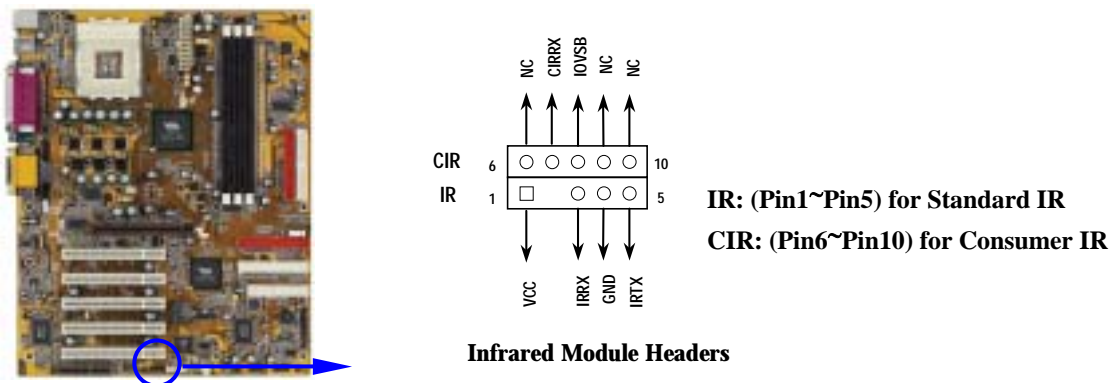 NC CIRRX IOVSB NC NC
CIR 6 10
IR 1 5
VCC IRRX GND IRTX
IR: (Pin1~Pin5) for Standard IR
CIR: (Pin6~Pin10) for Consumer IR
Infrared Module Headers